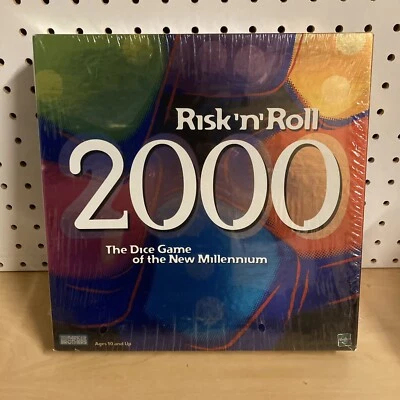 Risk 'n' Roll
2000
The Dice Game
of the New Millennium
Ages 10 and Up